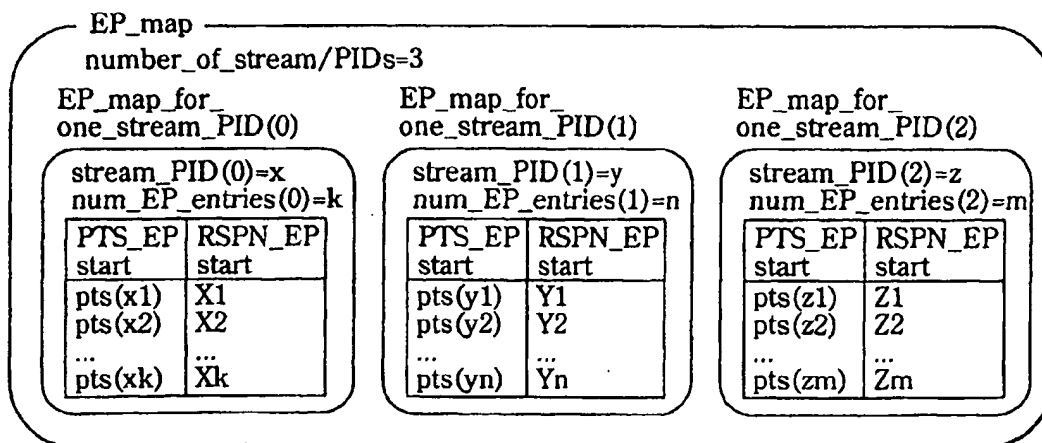 EP_map
number_of_stream/PIDs=3
EP_map_for_
one_stream_PID(0)
stream_PID(0)=x
num_EP_entries(0)=k
PTS_EP RSPN_EP
start start
pts(x1) X1
pts(x2) X2
... ...
pts(xk) Xk
EP_map_for_
one_stream_PID(1)
stream_PID(1)=y
num_EP_entries(1)=n
PTS_EP RSPN_EP
start start
pts(y1) Y1
pts(y2) Y2
... ...
pts(yn) Yn
EP_map_for_
one_stream_PID(2)
stream_PID(2)=z
num_EP_entries(2)=m
PTS_EP RSPN_EP
start start
pts(z1) Z1
pts(z2) Z2
... ...
pts(zm) Zm